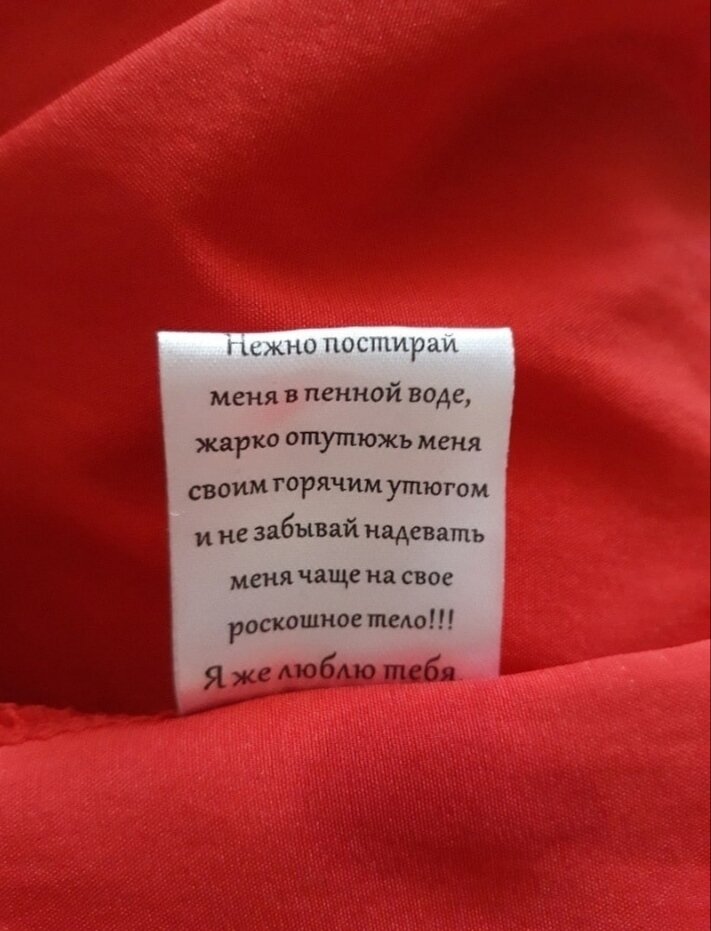 Нежно постирай
меня в пенной воде,
жарко отутюжь меня
своим горячим утюгом
и не забывай надевать
меня чаще на свое
роскошное тело!!!
Я же люблю тебя